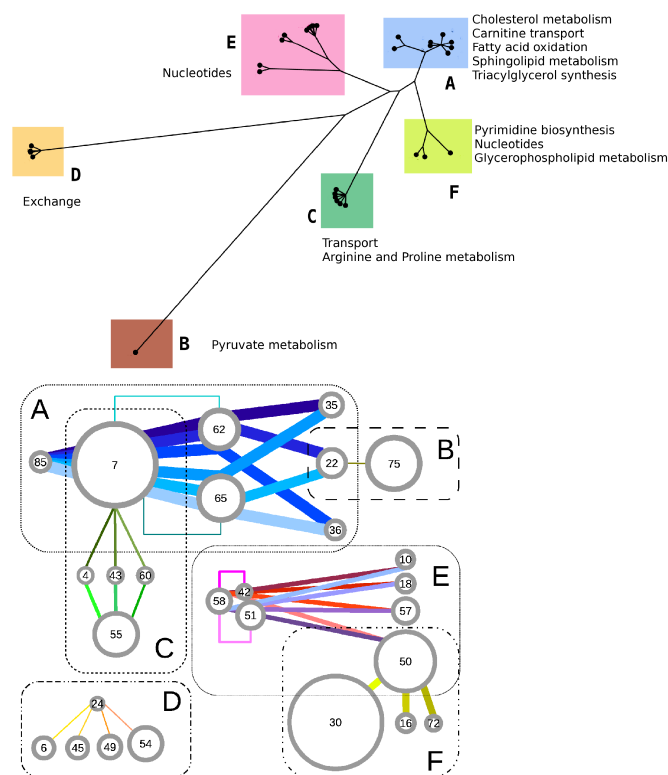 Cholesterol metabolism
Carnitine transport
Fatty acid oxidation
Sphingolipid metabolism
Triacylglycerol synthesis
E
Nucleotides
A
Pyrimidine biosynthesis
Nucleotides
Glycerophospholipid metabolism
F
D
Exchange
C
Transport
Arginine and Proline metabolism
B
Pyruvate metabolism
A
35
62
B
85
7
22
75
65
36
4
43
60
55
C
10
E
42
18
58
51
57
50
D
24
6
45
49
54
30
16
72
F